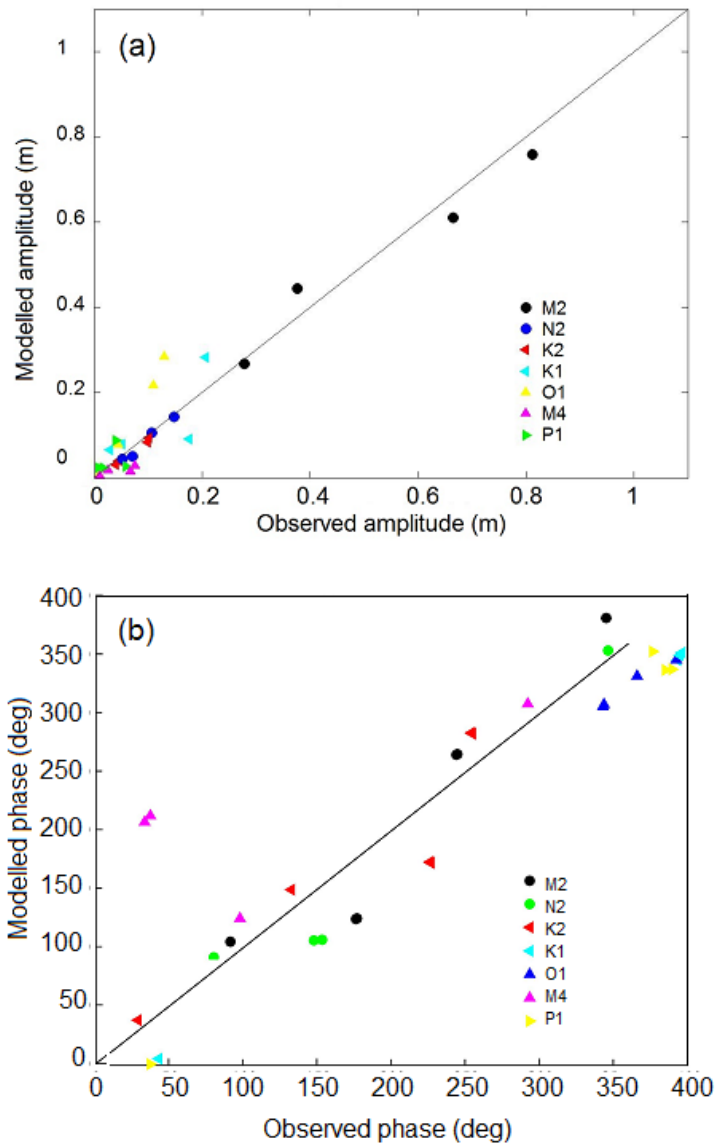 (a)
1
0.8
0.6
0.4
0.2
0
Modelled amplitude (m)
M2
N2
K2
K1
O1
M4
P1
0 0.2 0.4 0.6 0.8 1
Observed amplitude (m)
(b)
400
350
300
250
200
150
100
50
0
Modelled phase (deg)
M2
N2
K2
K1
O1
M4
P1
0 50 100 150 200 250 300 350 400
Observed phase (deg)